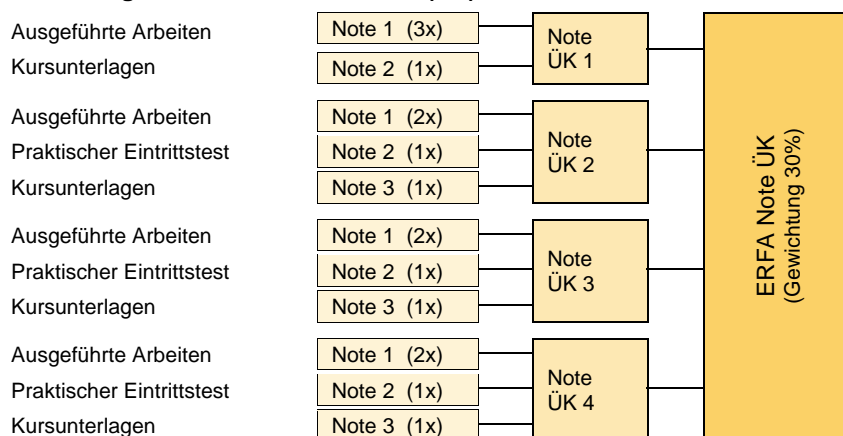 Ausgeführte Arbeiten Note 1 (3x)
Note
ÜK 1
Kursunterlagen Note 2 (1x)
Ausgeführte Arbeiten Note 1 (2x)
Praktischer Eintrittstest Note 2 (1x)
Note
ÜK 2
Kursunterlagen Note 3 (1x)
Ausgeführte Arbeiten Note 1 (2x)
Praktischer Eintrittstest Note 2 (1x)
Note
ÜK 3
Kursunterlagen Note 3 (1x)
Ausgeführte Arbeiten Note 1 (2x)
Praktischer Eintrittstest Note 2 (1x)
Note
ÜK 4
Kursunterlagen Note 3 (1x)
ERFA Note ÜK
(Gewichtung 30%)